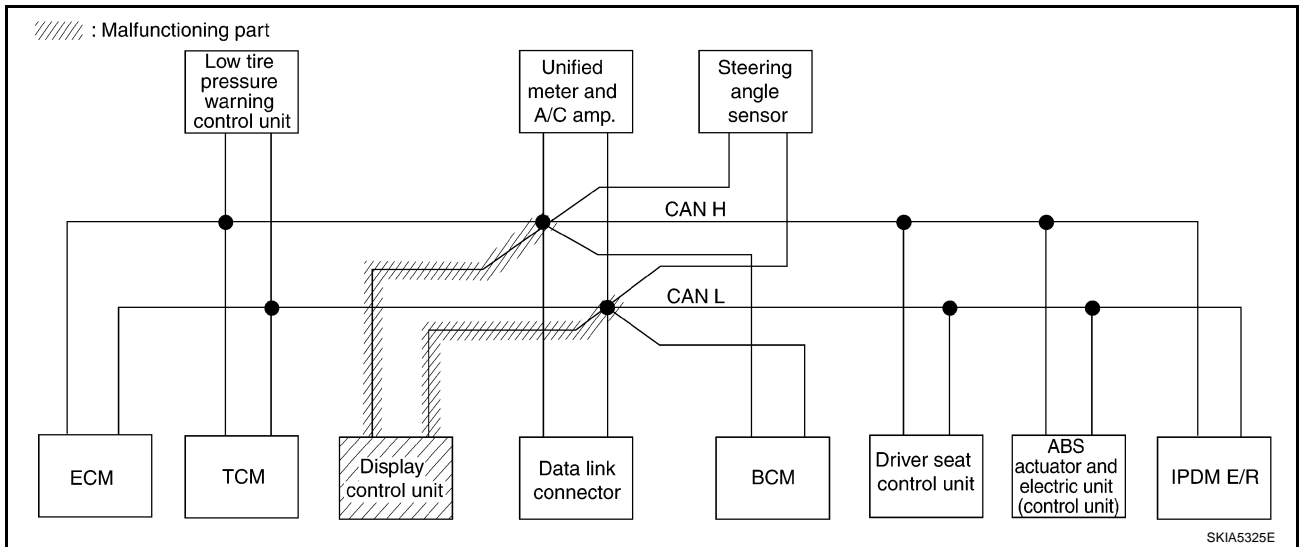 : Malfunctioning part
Low tire
pressure
warning
control unit
Unified
meter and
A/C amp.
Steering
angle
sensor
CAN H
CAN L
ECM
TCM
Display
control unit
Data link
connector
BCM
Driver seat
control unit
ABS
actuator and
electric unit
(control unit)
IPDM E/R
SKIA5325E